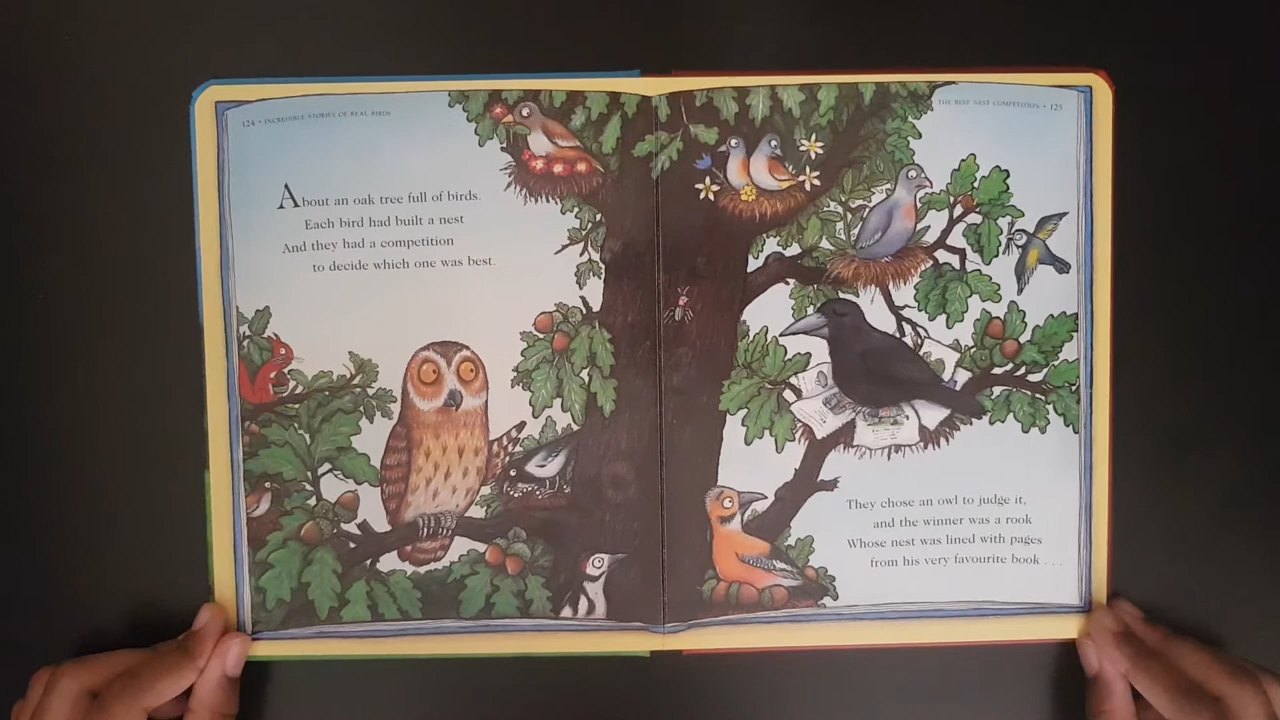 124 • INCREDIBLE STORIES OF REAL BIRDS
THE BEST NEST COMPETITION • 125
About an oak tree full of birds.
Each bird had built a nest
And they had a competition
to decide which one was best.
They chose an owl to judge it,
and the winner was a rook
Whose nest was lined with pages
from his very favourite book . . .